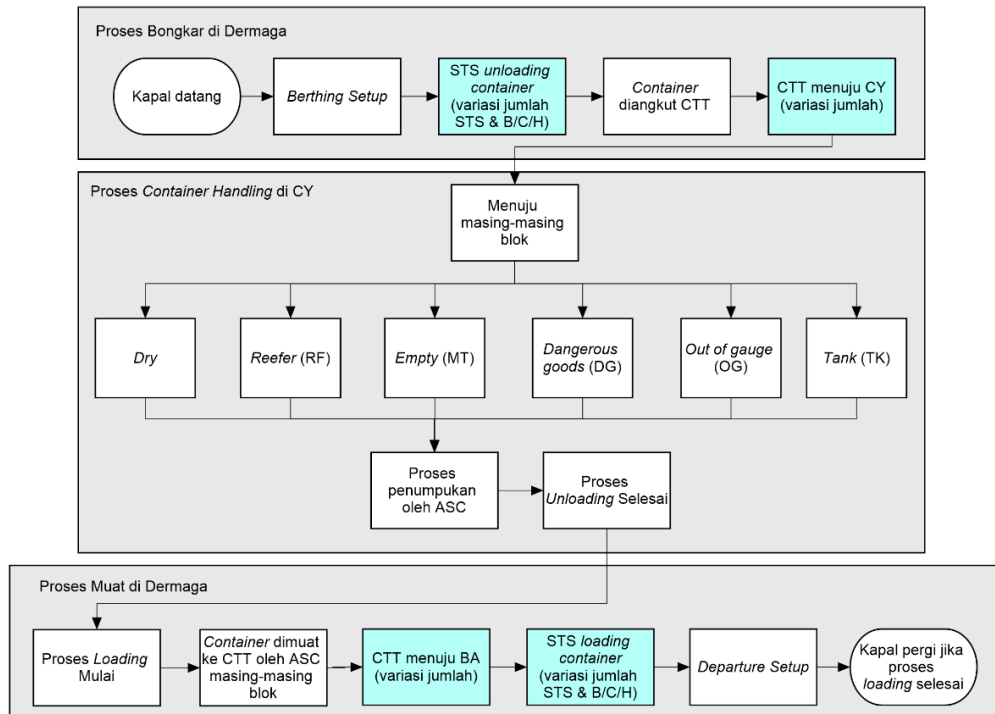 Proses Bongkar di Dermaga
Kapal datang
Berthing Setup
STS unloading
container
(variasi jumlah
STS & B/C/H)
Container
diangkut CTT
CTT menuju CY
(variasi jumlah)
Proses Container Handling di CY
Menuju
masing-masing
blok
Dry
Reefer (RF)
Empty (MT)
Dangerous
goods (DG)
Out of gauge
(OG)
Tank (TK)
Proses
penumpukan
oleh ASC
Proses
Unloading Selesai
Proses Muat di Dermaga
Proses Loading
Mulai
Container dimuat
ke CTT oleh ASC
masing-masing
blok
CTT menuju BA
(variasi jumlah)
STS loading
container
(variasi jumlah
STS & B/C/H)
Departure Setup
Kapal pergi jika
proses
loading selesai